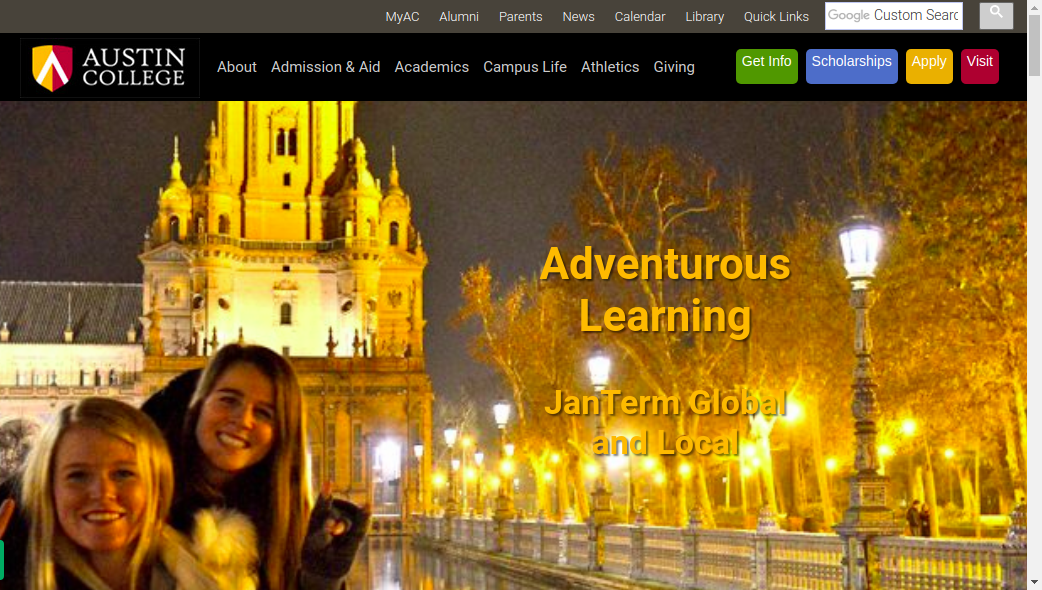 MyAC Alumni Parents News Calendar Library Quick Links Google Custom Searc
AUSTIN
COLLEGE
About Admission & Aid Academics Campus Life Athletics Giving
Get Info Scholarships Apply Visit
Adventurous
Learning
JanTerm Global
and Local